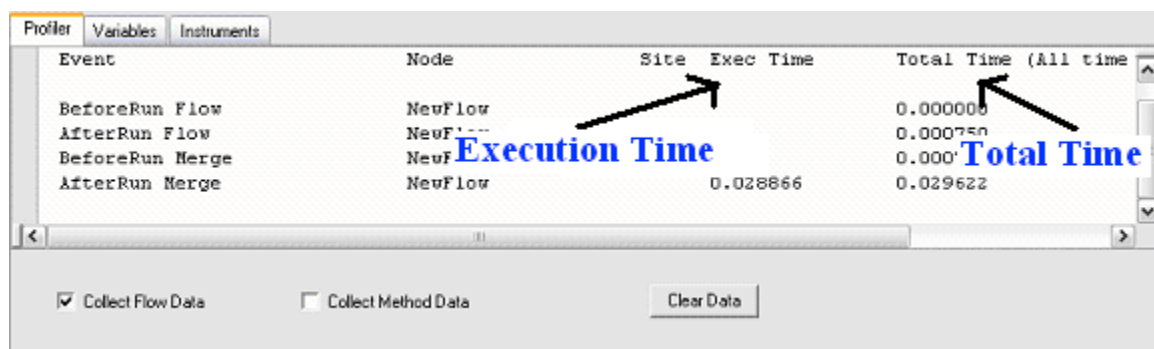 Profiler Variables Instruments
Event Node Site Exec Time Total Time (All time
BeforeRun Flow NewFlow 0.000000
AfterRun Flow 0.000750
Execution Time
Total Time
BeforeRun Merge
AfterRun Merge NewFlow 0.028866 0.029622
Collect Flow Data Collect Method Data Clear Data